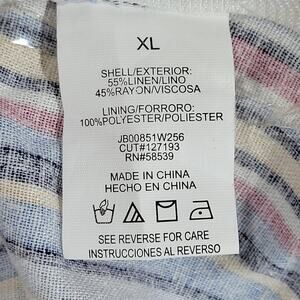 XL
SHELL/EXTERIOR:
55%LINEN/LINO
45%RAYON/VISCOSA
LINING/FORRORO:
100%POLYESTER/POLIESTER
JB00851W256
CUT#127193
RN#58539
MADE IN CHINA
HECHO EN CHINA
SEE REVERSE FOR CARE
INSTRUCCIONES AL REVERSO